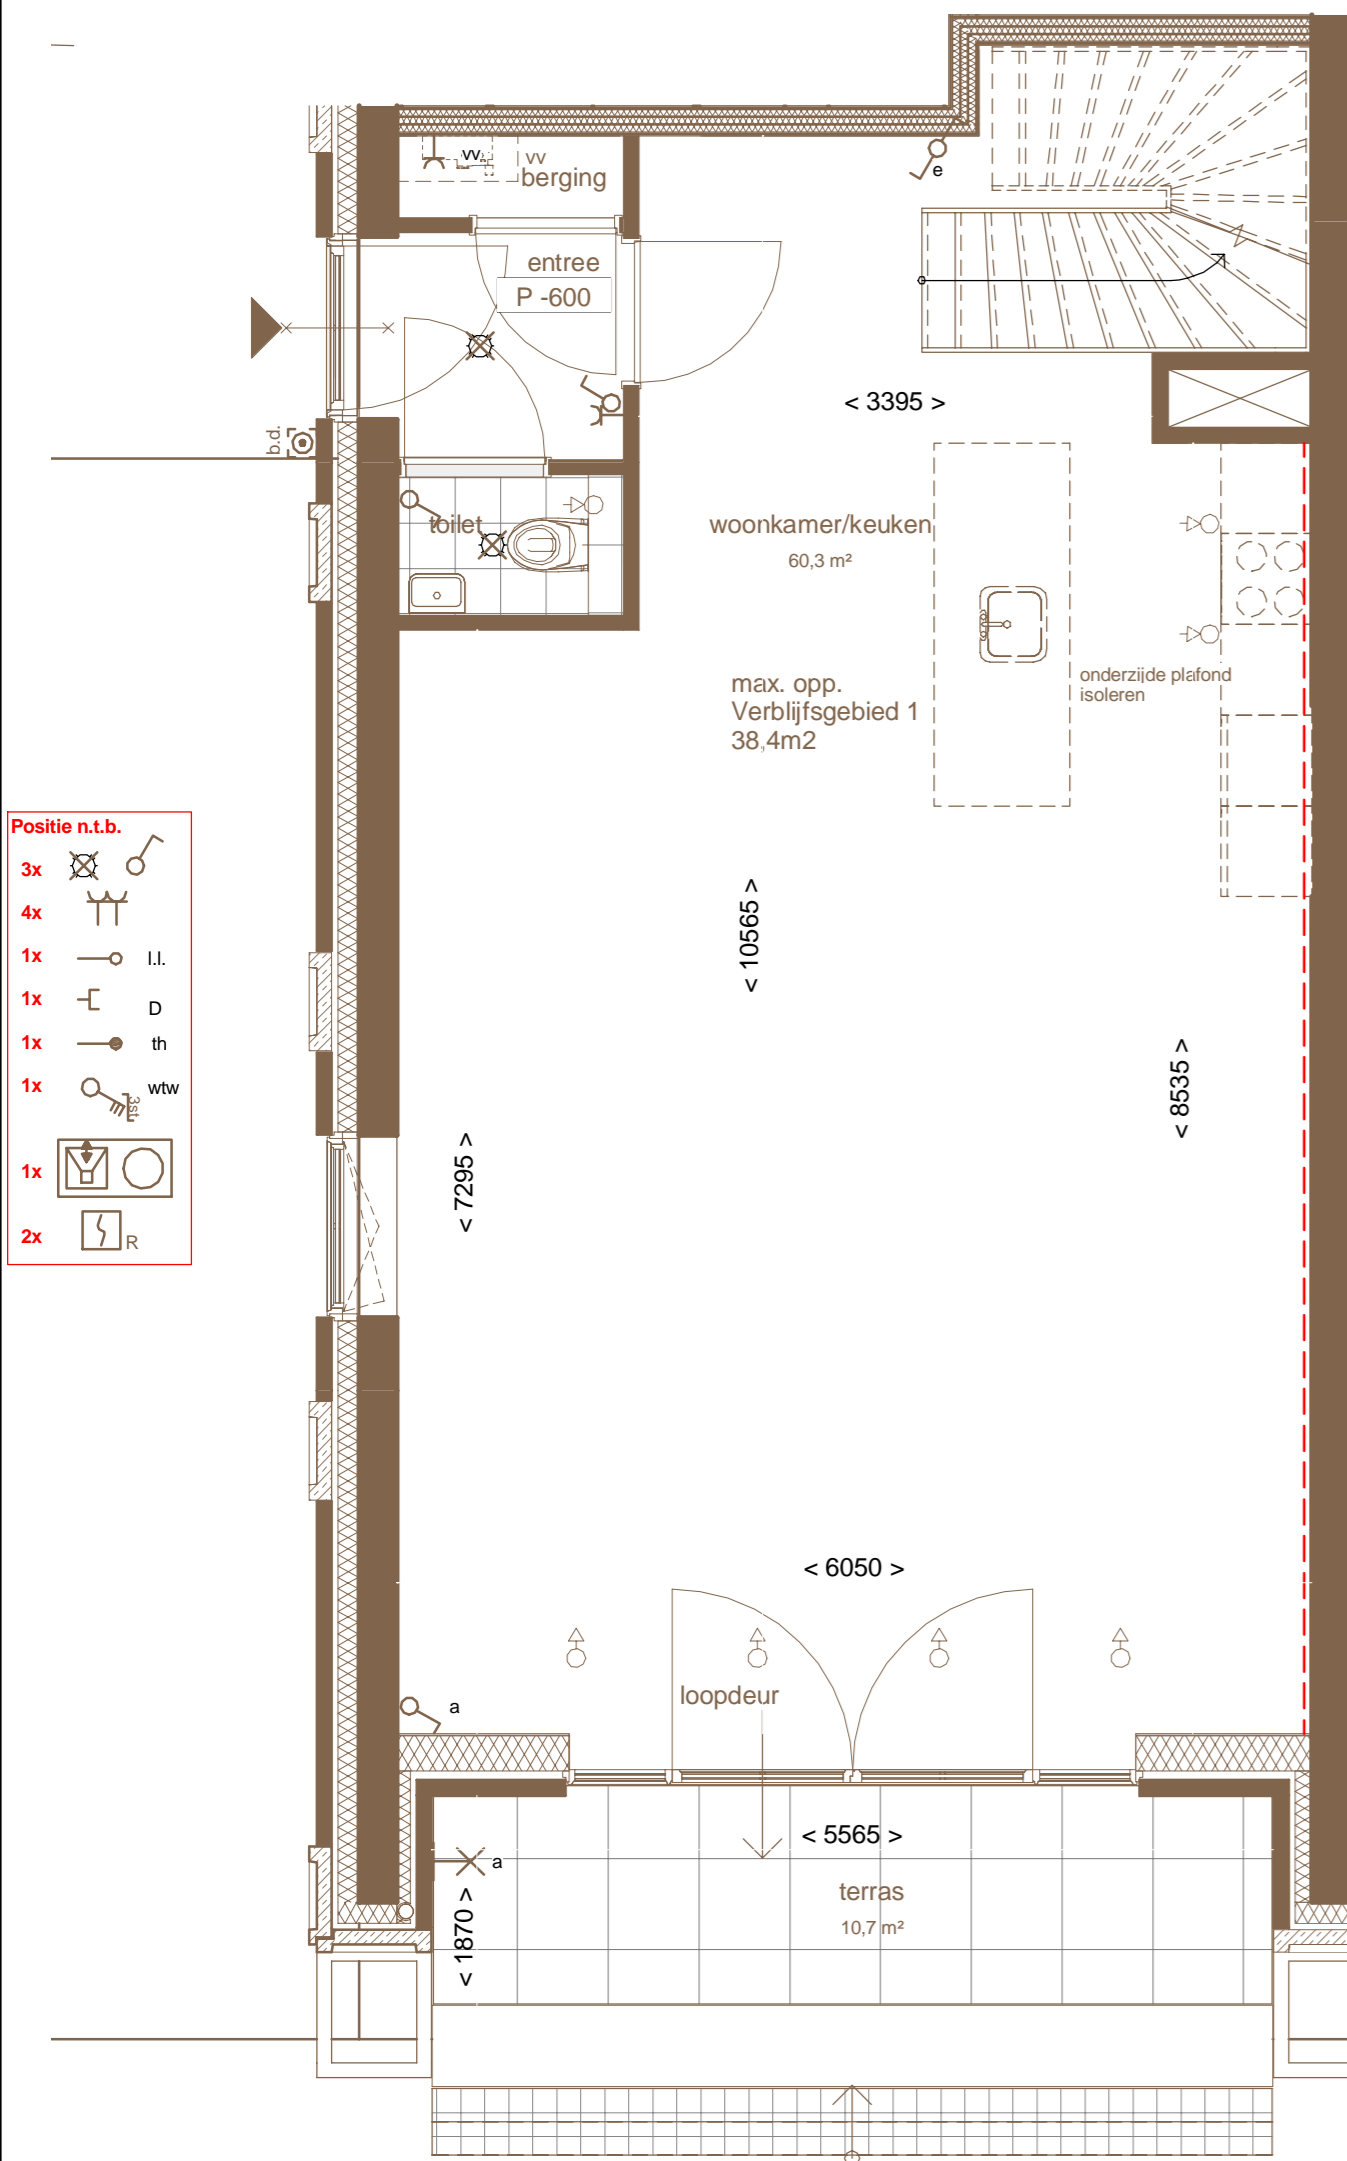 vv
vv
berging
e
entree
P -600
< 3395 >
b.d.
toilet
woonkamer/keuken
60,3 m²
onderzijde plafond
isoleren
max. opp.
Verblijfsgebied 1
38,4m2
Positie n.t.b.
3x
4x
1x l.l.
1x D
1x th
1x wtw
3st
1x
2x R
< 10565 >
< 8535 >
< 7295 >
< 6050 >
loopdeur
a
< 5565 >
a
terras
10,7 m²
< 1870 >